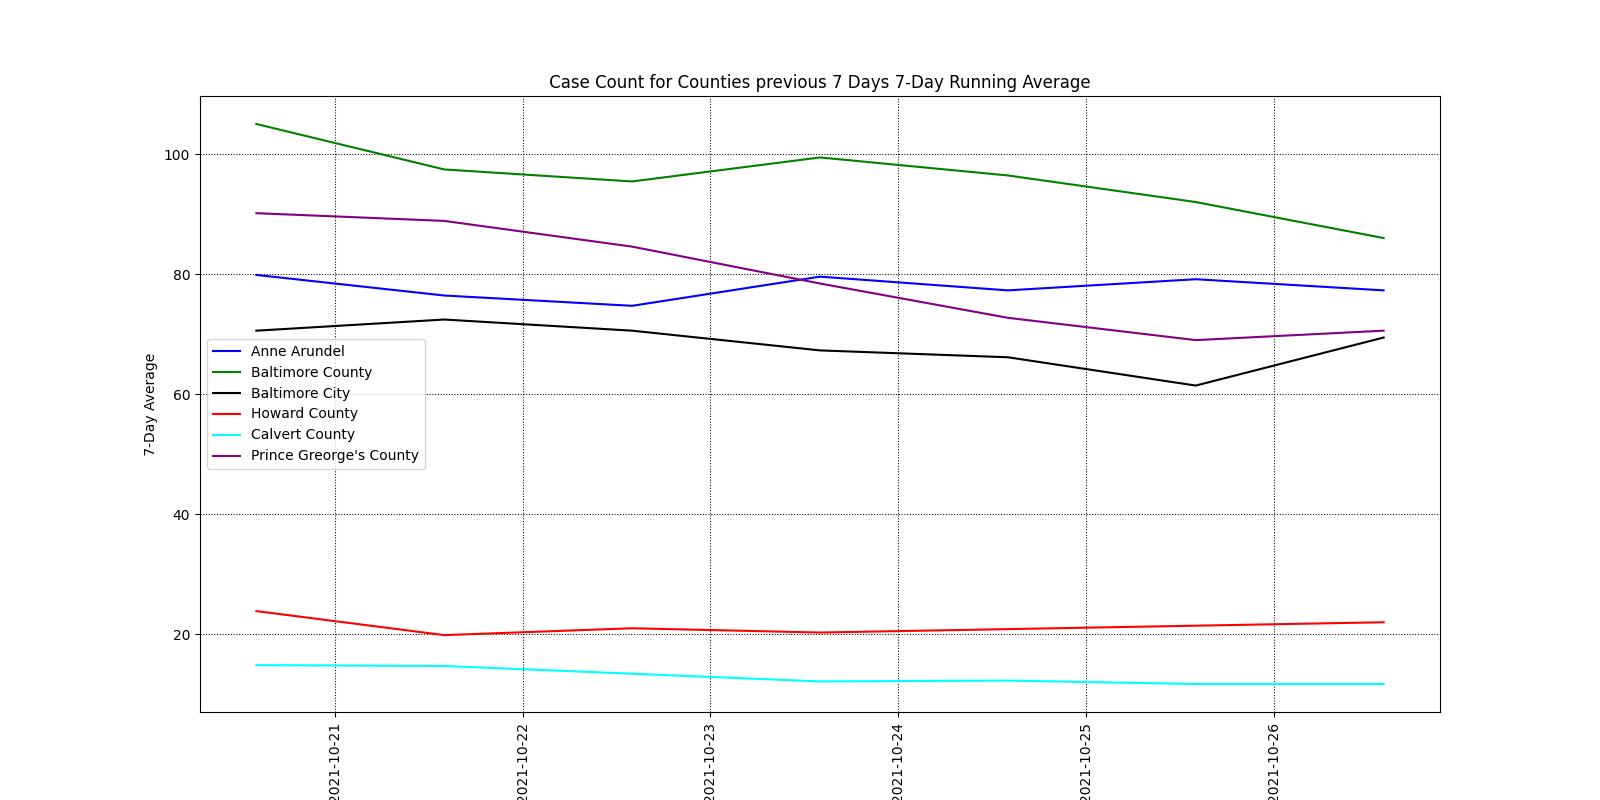 Case Count for Counties previous 7 Days 7-Day Running Average
100
80
60
40
20
7-Day Average
Anne Arundel
Baltimore County
Baltimore City
Howard County
Calvert County
Prince Greorge's County
2021-10-21
2021-10-22
2021-10-23
2021-10-24
2021-10-25
2021-10-26